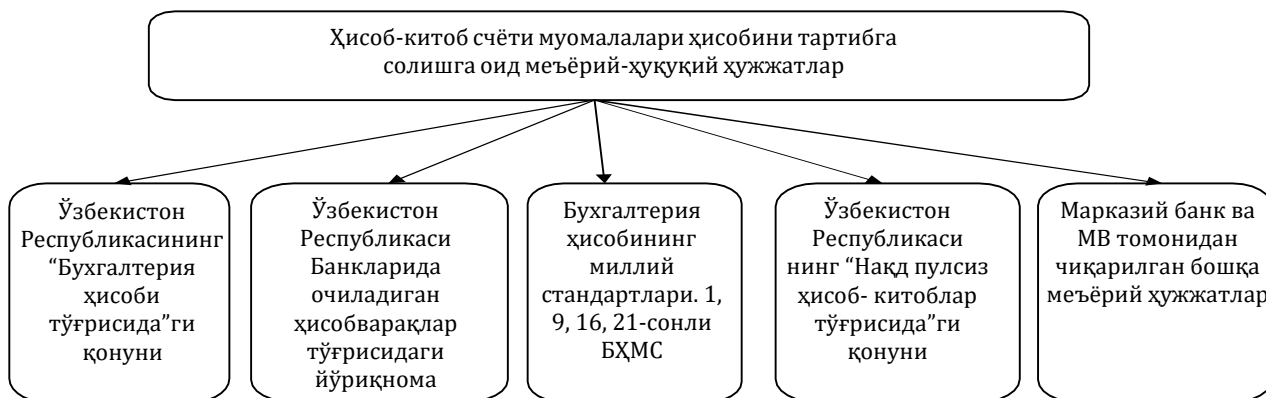 Ҳисоб-китоб счёти муомалалари ҳисобини тартибга
солишга оид меъёрий-ҳуқуқий ҳужжатлар
Ўзбекистон
Республикасининг
“Бухгалтерия
ҳисоби
тўғрисида”ги
қонуни
Ўзбекистон
Республикаси
Банкларида
очиладиган
ҳисобварақлар
тўғрисидаги
йўриқнома
Бухгалтерия
ҳисобининг
миллий
стандартлари. 1,
9, 16, 21-сонли
БҲМС
Ўзбекистон
Республикаси
нинг “Нақд пулсиз
ҳисоб- китоблар
тўғрисида”ги
қонуни
Марказий банк ва
МВ томонидан
чиқарилган бошқа
меъёрий ҳужжатлар